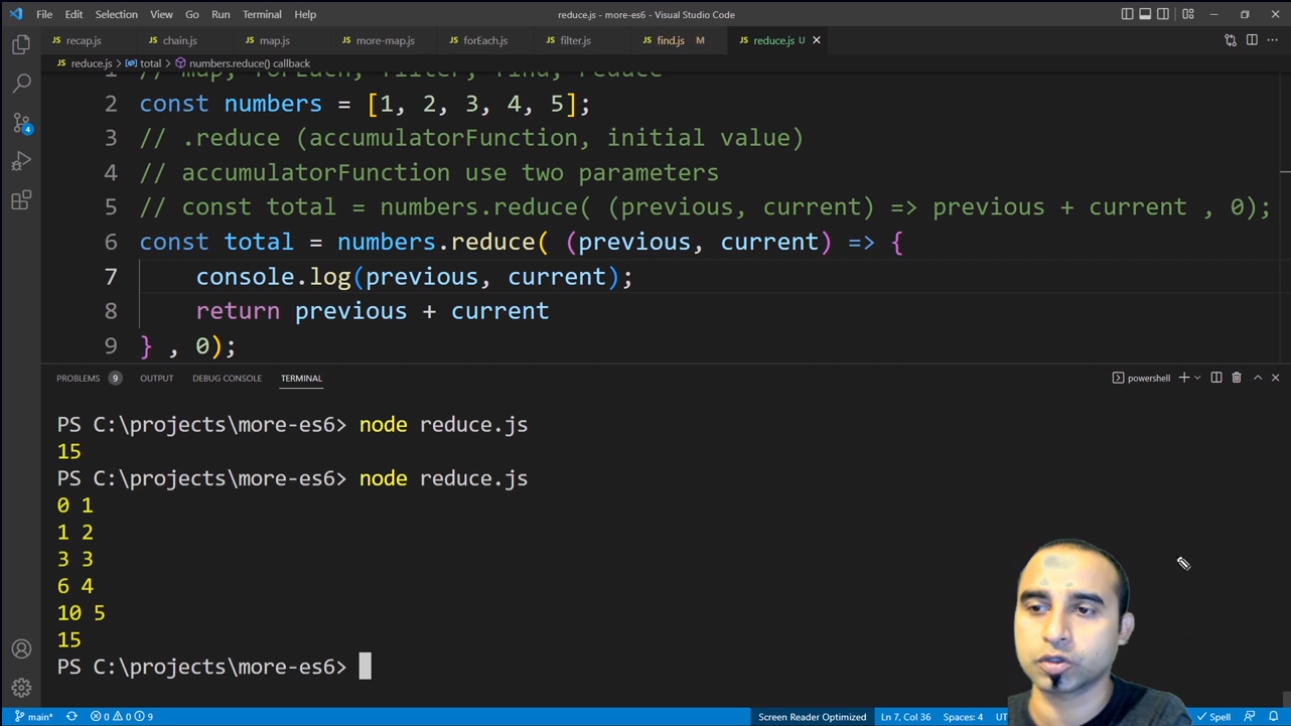 File Edit Selection View Go Run Terminal Help reduce.js - more-es6 - Visual Studio Code
JS recap.js JS chain.js JS map.js JS more-map.js JS forEach.js JS filter.js JS find.js M JS reduce.js U
JS reduce.js > total > numbers.reduce() callback
1 // map, forEach, filter, find, reduce
2 const numbers = [1, 2, 3, 4, 5];
3 // .reduce (accumulatorFunction, initial value)
4 // accumulatorFunction use two parameters
5 // const total = numbers.reduce( (previous, current) => previous + current , 0);
6 const total = numbers.reduce( (previous, current) => {
7 console.log(previous, current);
8 return previous + current
9 } , 0);
PROBLEMS 9 OUTPUT DEBUG CONSOLE TERMINAL powershell
PS C:\projects\more-es6> node reduce.js
15
PS C:\projects\more-es6> node reduce.js
0 1
1 2
3 3
6 4
10 5
15
PS C:\projects\more-es6>
4
main* 0 0 9 Screen Reader Optimized Ln 7, Col 36 Spaces: 4 Spell